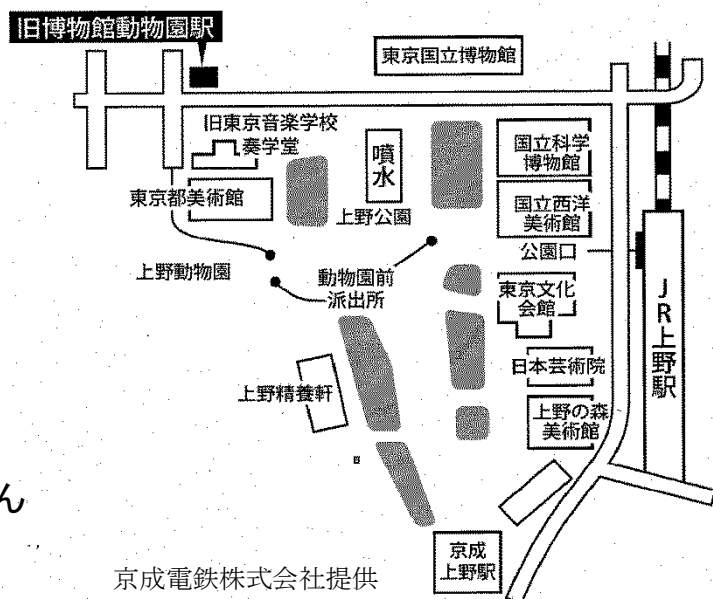 旧博物館動物園駅
東京国立博物館
旧東京音楽学校
奏学堂
噴水
国立科学
博物館
東京都美術館
上野公園
国立西洋
美術館
公園口
上野動物園
動物園前
派出所
東京文化
会館
JR上野駅
日本芸術院
上野精養軒
上野の森
美術館
ん
京成
上野駅
京成電鉄株式会社提供